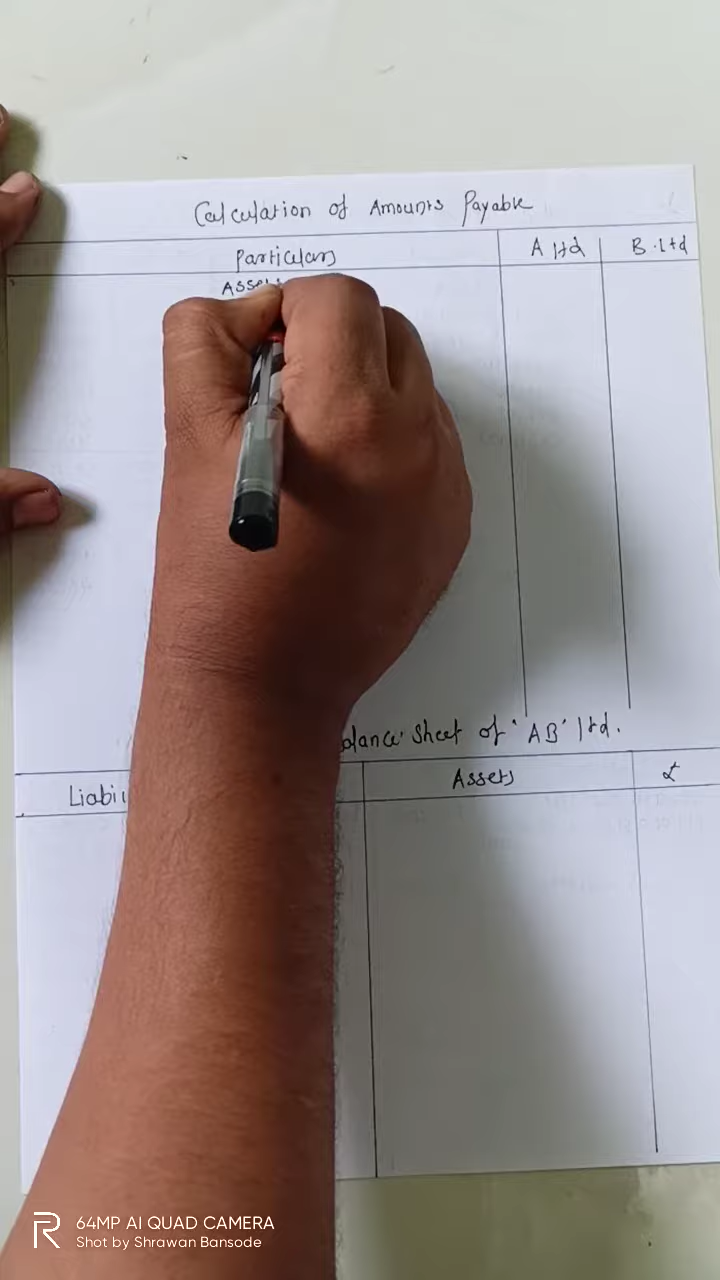 Calculation of Amounts Payable
Particulars A ltd B.Ltd
Balance Sheet of 'AB' ltd.
Assets
64MP AI QUAD CAMERA
Shot by Shrawan Bansode